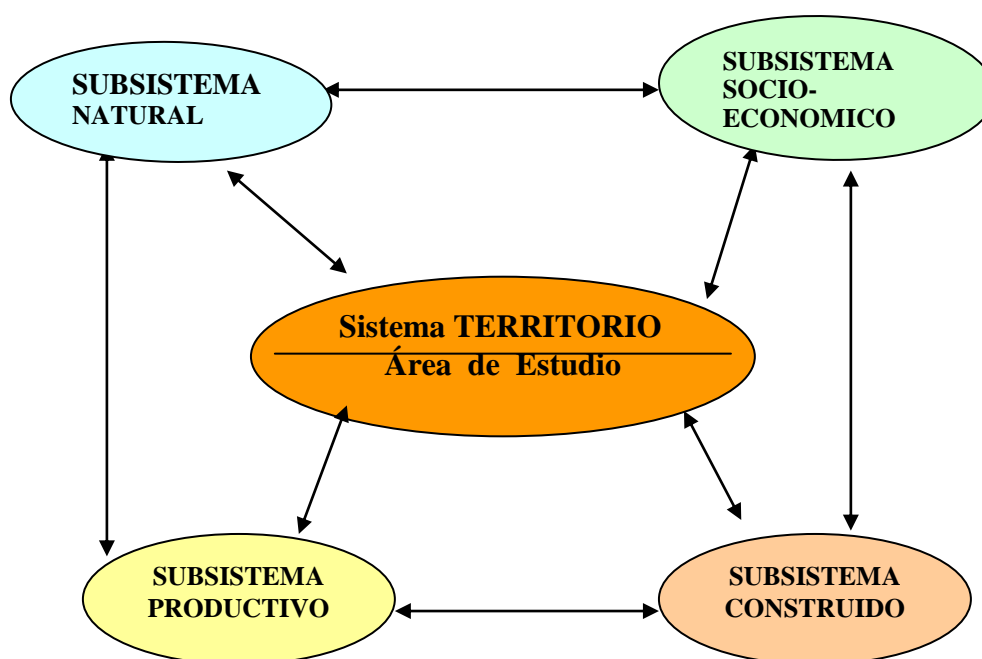 SUBSISTEMA
NATURAL
SUBSISTEMA
SOCIO-
ECONOMICO
Sistema TERRITORIO
Área de Estudio
SUBSISTEMA
PRODUCTIVO
SUBSISTEMA
CONSTRUIDO